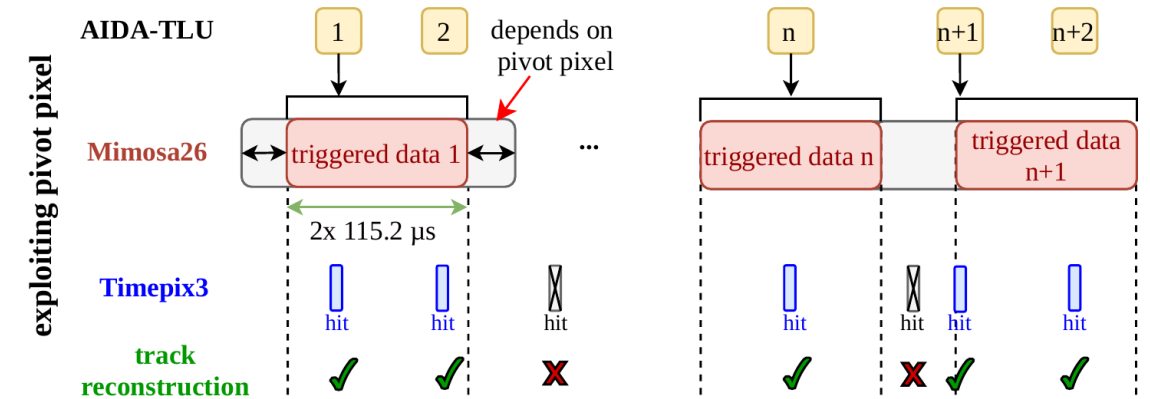 AIDA-TLU
1
2
depends on
pivot pixel
n
n+1
n+2
exploiting pivot pixel
Mimosa26
triggered data 1
...
triggered data n
triggered data
n+1
2x 115.2 µs
Timepix3
hit
hit
hit
hit
hit
hit
hit
track
reconstruction